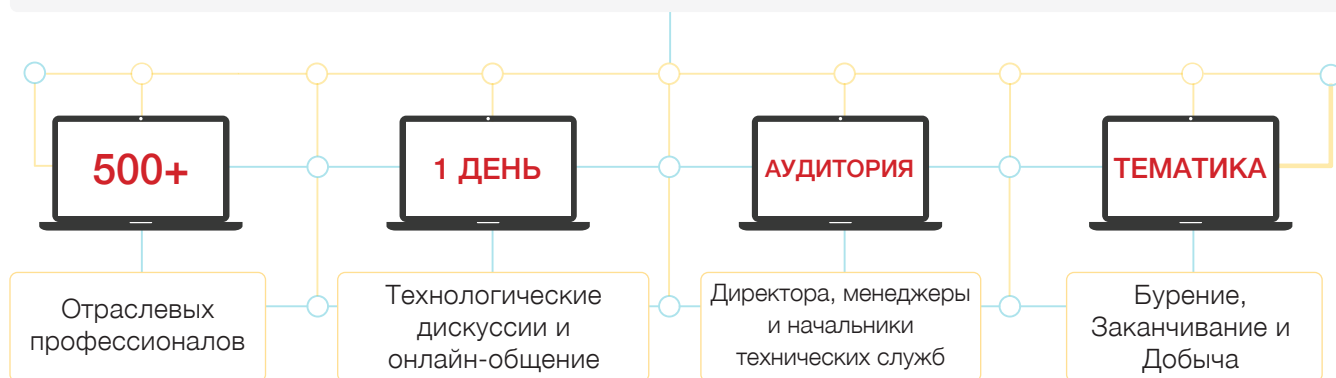 500+
1 ДЕНЬ
АУДИТОРИЯ
ТЕМАТИКА
Отраслевых
профессионалов
Технологические
дискуссии и
онлайн-общение
Директора, менеджеры
и начальники
технических служб
Бурение,
Заканчивание и
Добыча